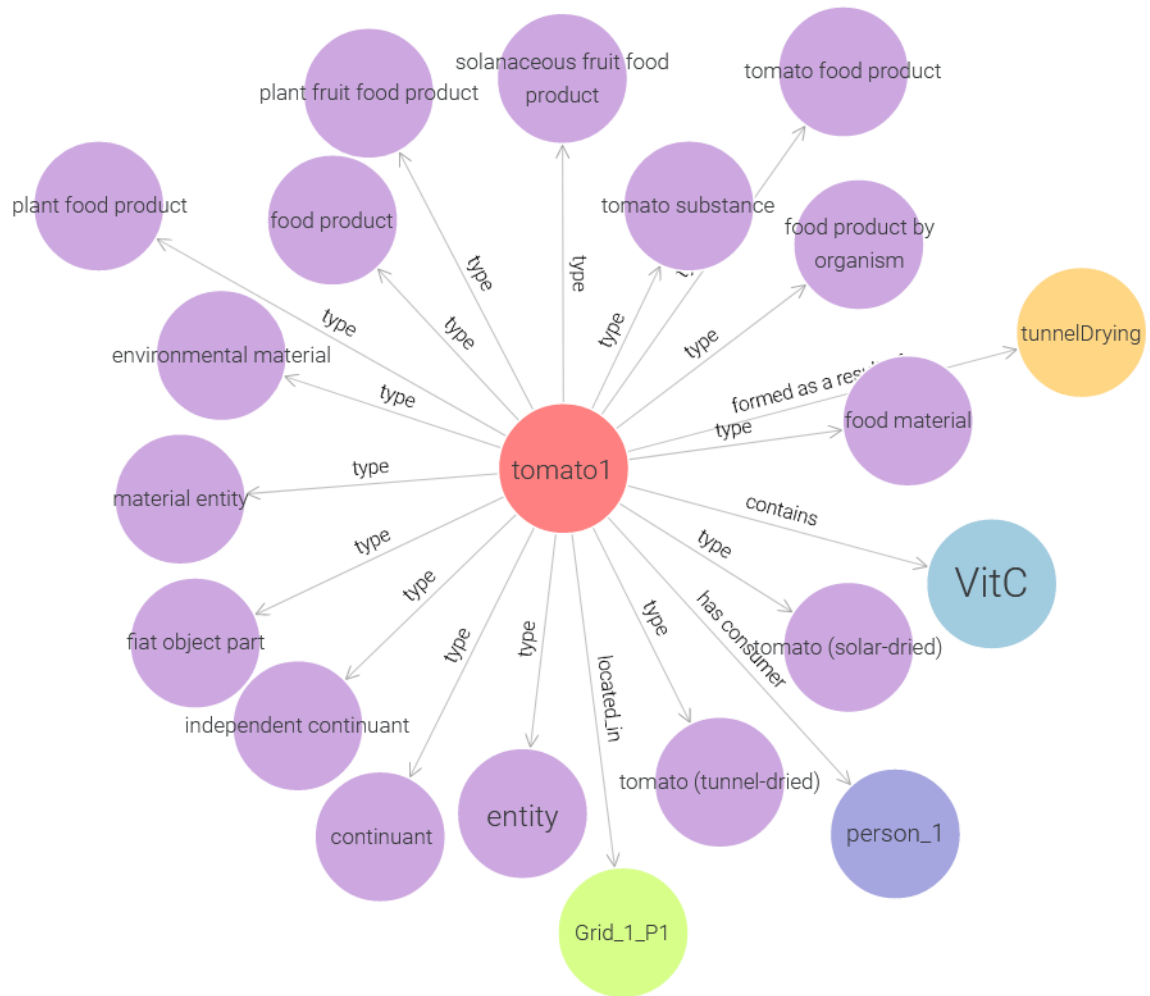 solanaceous fruit food
product
tomato food product
plant fruit food product
plant food product
food product
tomato substance
food product by
organism
type
type
type
type
type
type
tunnelDrying
environmental material
type
formed as a
food material
type
tomato1
type
material entity
contains
VitC
type
type
type
fiat object part
type
type
type
has consumer
tomato (solar-dried)
located_in
independent continuant
tomato (tunnel-dried)
continuant
entity
person_1
Grid_1_P1